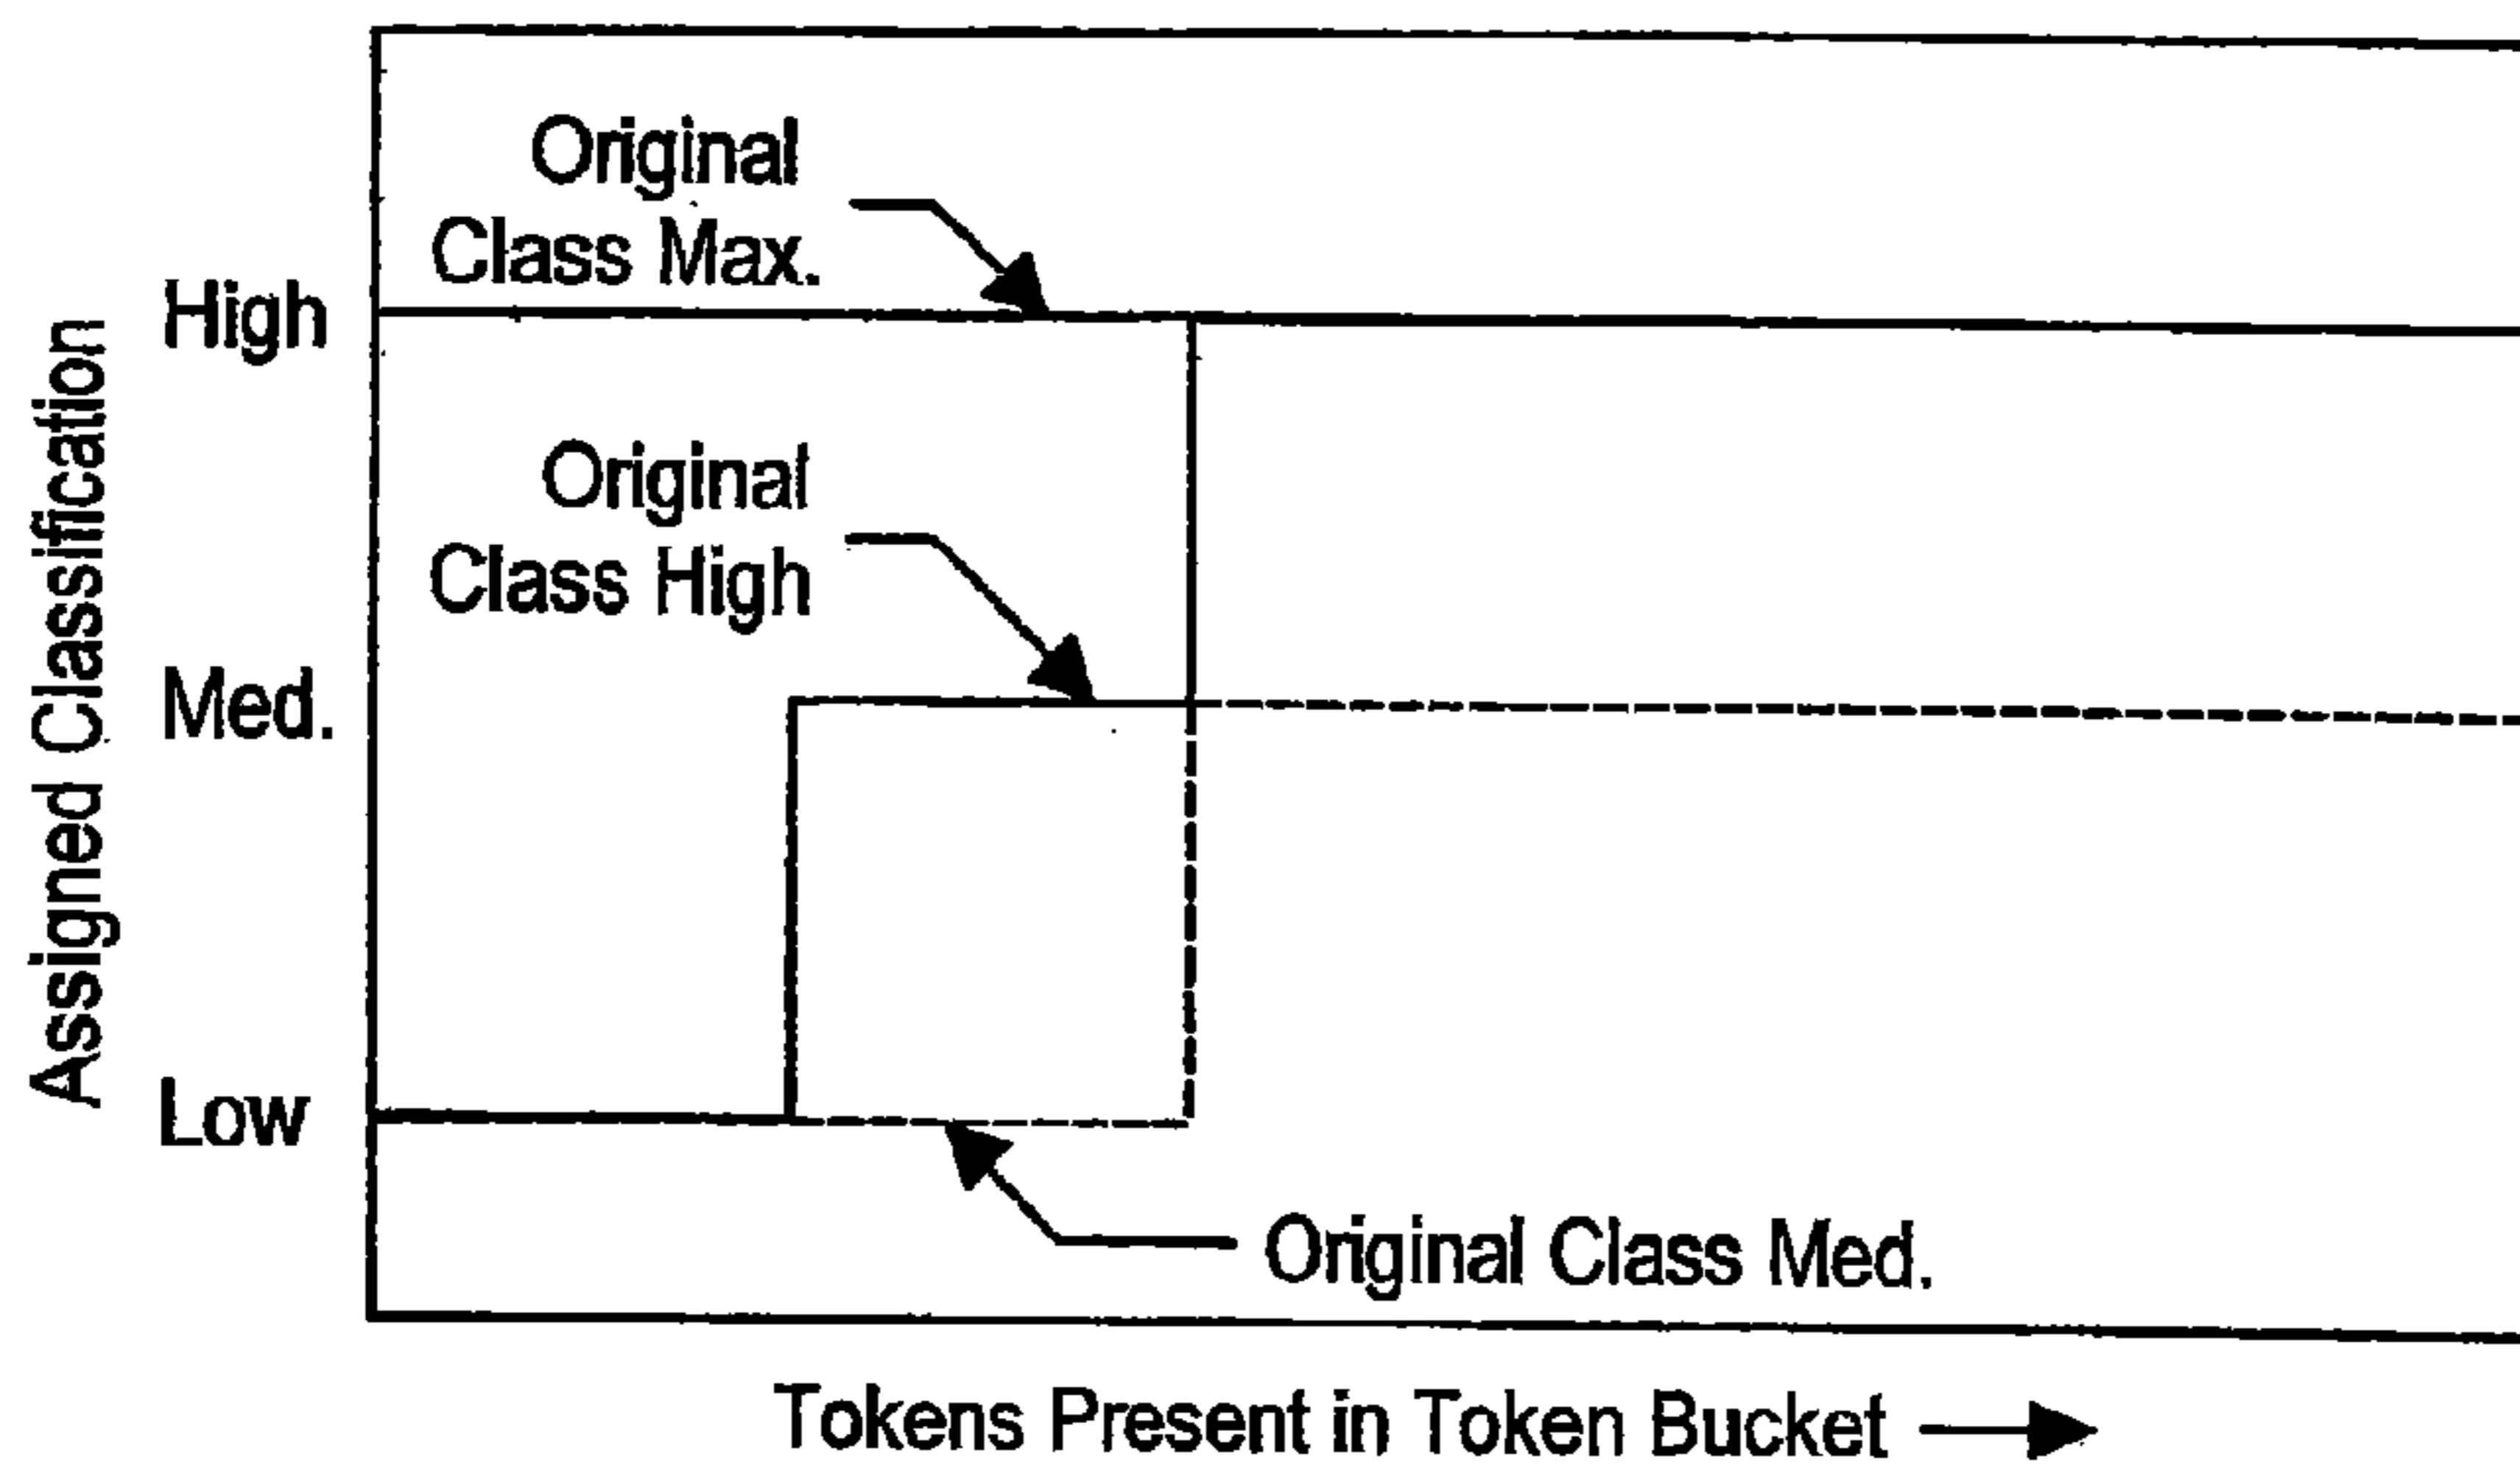 Original
Class Max.
High
Original
Class High
Med.
Low
Assigned Classification
Original Class Med.
Tokens Present in Token Bucket